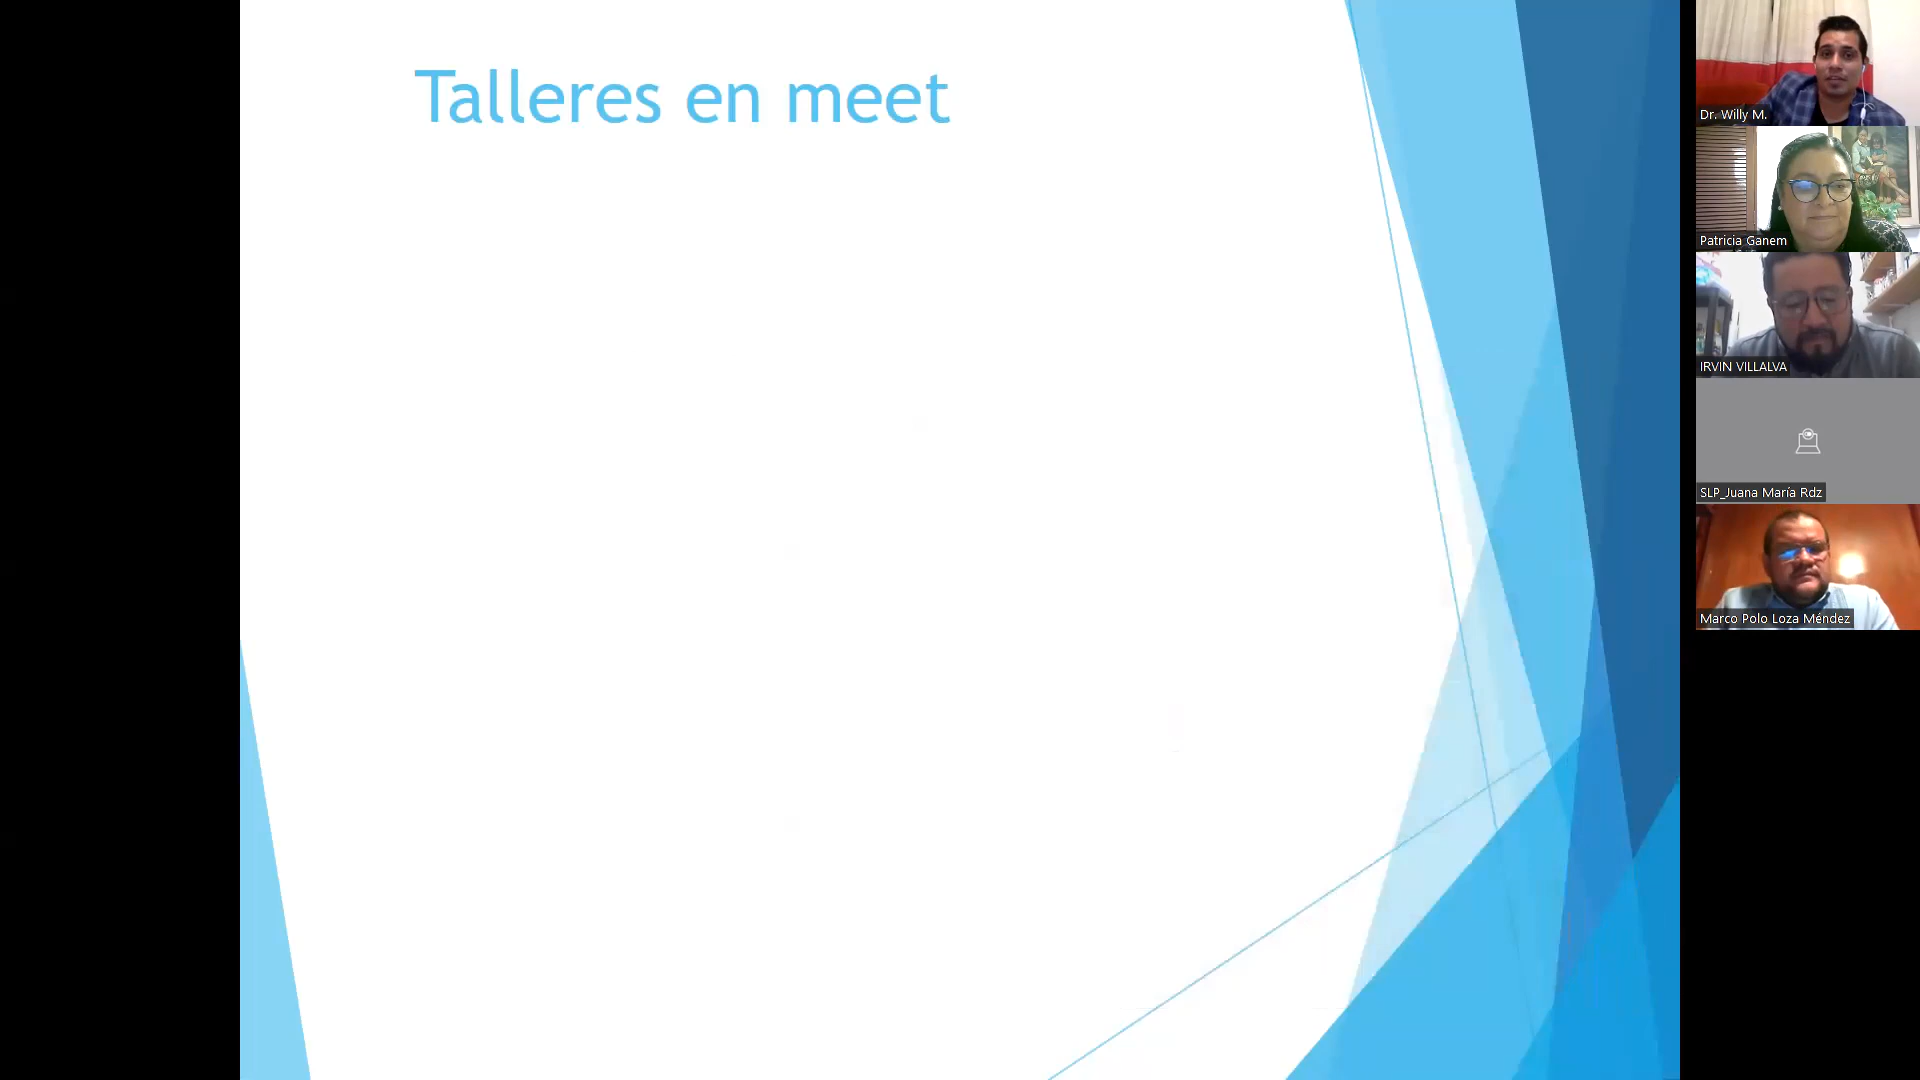 Talleres en meet
Dr. Willy M.
Patricia Ganem
IRVIN VILLALVA
SLP_Juana María Rdz
Marco Polo Loza Méndez